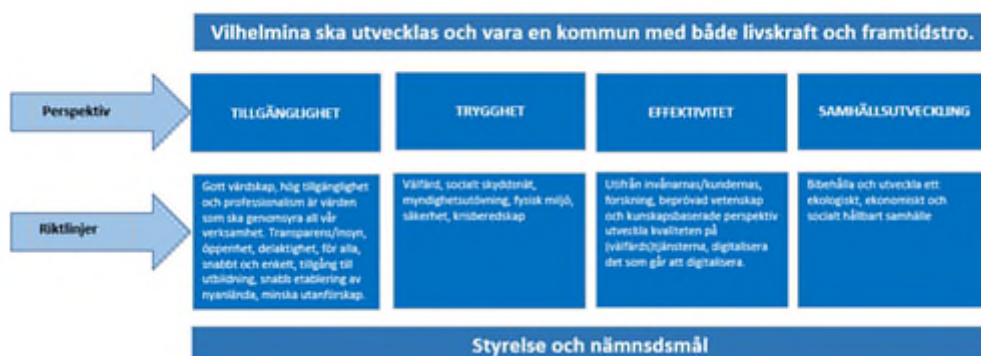 Vilhelmina ska utvecklas och vara en kommun med både livskraft och framtidstro.
Perspektiv
TILLGÄNGLIGHET
TRYGGHET
EFFEKTIVITET
SAMHÄLLSUTVECKLING
Riktlinjer
Gott värdskap, hög tillgänglighet
och professionalism är värden
som ska genomsyra all vår
verksamhet. Transparens/insyn,
öppenhet, delaktighet, för alla,
snabbt och enkelt, tillgång till
utbildning, snabb etablering av
nyanlända, minska utanförskap.
Välfärd, socialt skyddsnät,
myndighetsutövning, fysisk miljö,
säkerhet, krisberedskap
Utifrån invånarnas/kundernas,
forskning, beprövad vetenskap
och kunskapsbaserade perspektiv
utveckla kvaliteten på
(välfärds)tjänsterna, digitalisera
det som går att digitalisera.
Bibehålla och utveckla ett
ekologiskt, ekonomiskt och
socialt hållbart samhälle
Styrelse och nämnsdsmål